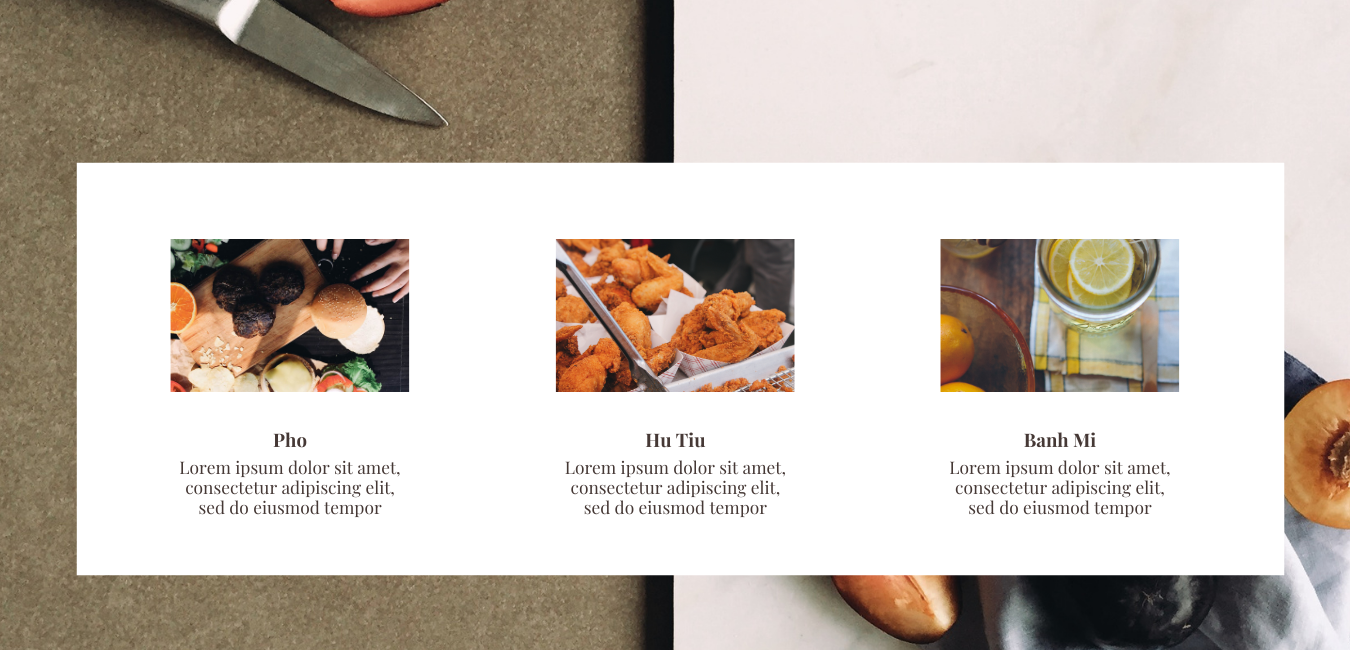 Pho
Lorem ipsum dolor sit amet,
consectetur adipiscing elit,
sed do eiusmod tempor
Hu Tiu
Lorem ipsum dolor sit amet,
consectetur adipiscing elit,
sed do eiusmod tempor
Banh Mi
Lorem ipsum dolor sit amet,
consectetur adipiscing elit,
sed do eiusmod tempor